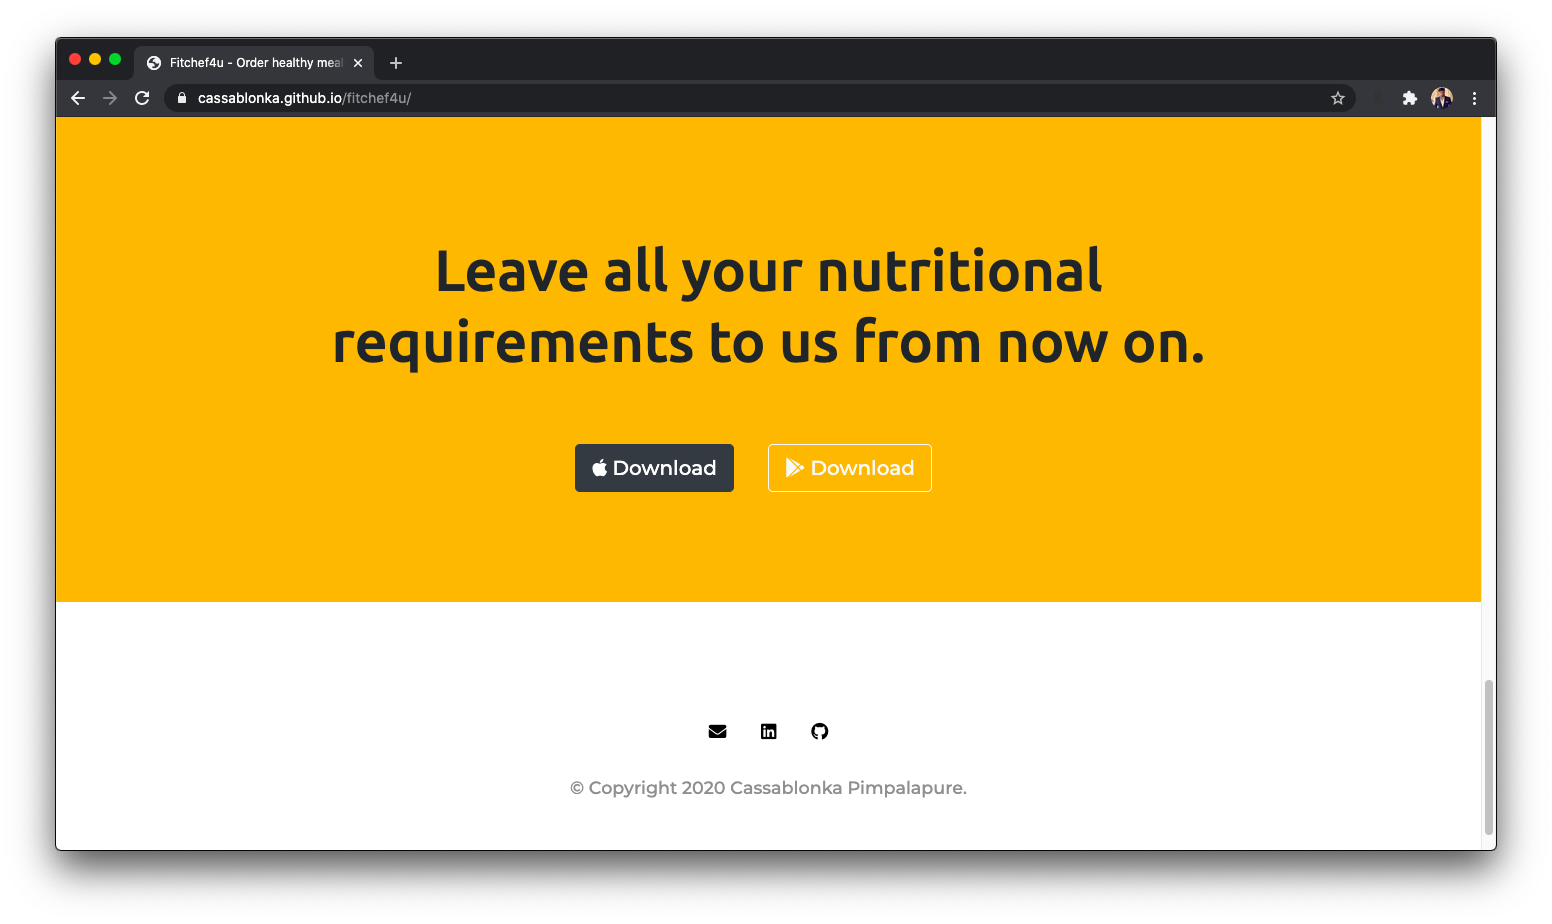 Fitchef4u - Order healthy meal
cassablonka.github.io/fitchef4u/
Leave all your nutritional
requirements to us from now on.
Download Download
© Copyright 2020 Cassablonka Pimpalapure.